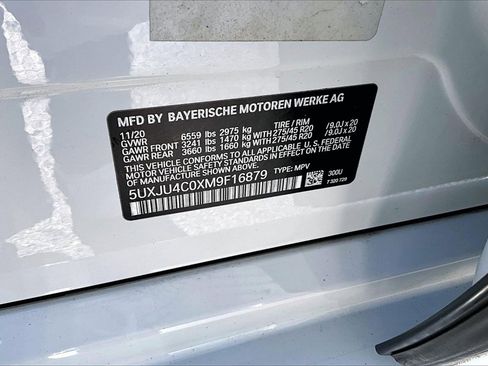 MFD BY BAYERISCHE MOTOREN WERKE AG
11/20 6559 lbs 2975 kg TIRE / RIM
GVWR
GAWR FRONT 3241 lbs 1470 kg WITH 275/45 R20 /9.0J x 20
GAWR REAR 3660 lbs 1660 kg WITH 275/45 R20 /9.0J x 20
THIS VEHICLE CONFORMS TO ALL APPLICABLE U.S. FEDERAL
MOTOR VEHICLE SAFETY STANDARDS IN EFFECT ON THE DATE
OF MANUFACTURE SHOWN ABOVE.
5UXJU4C0XM9F16879 TYPE: MPV
300U